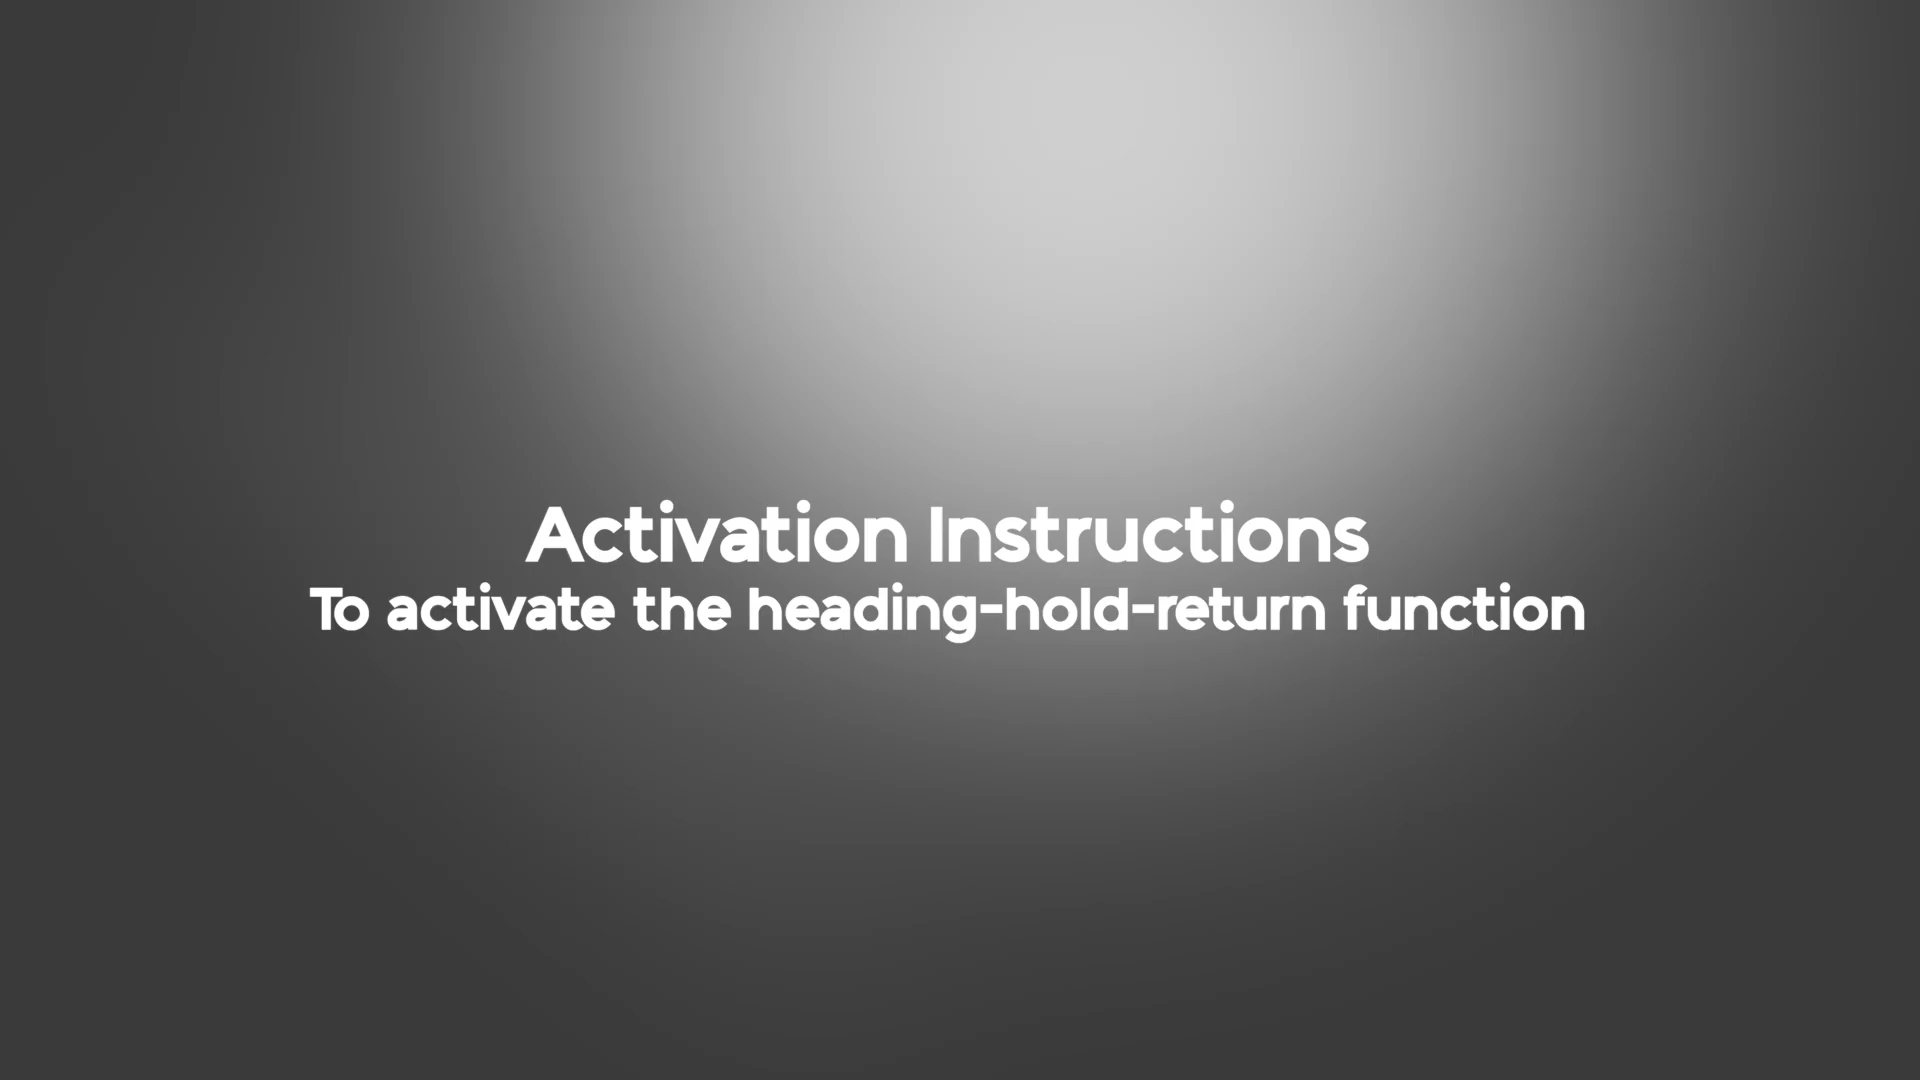 Activation Instructions
To activate the heading-hold-return function